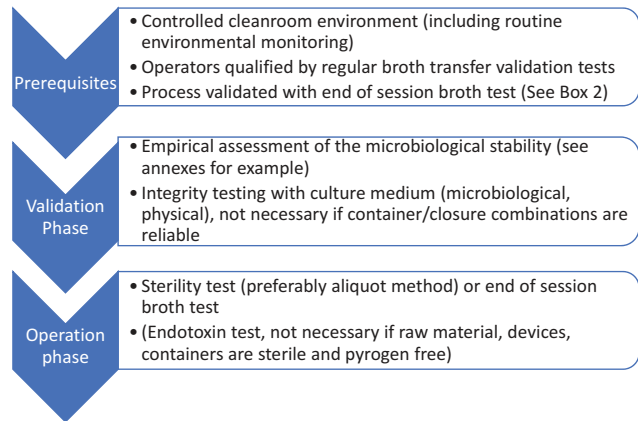 Prerequisites
• Controlled cleanroom environment (including routine
environmental monitoring)
• Operators qualified by regular broth transfer validation tests
• Process validated with end of session broth test (See Box 2)
Validation
Phase
• Empirical assessment of the microbiological stability (see
annexes for example)
• Integrity testing with culture medium (microbiological,
physical), not necessary if container/closure combinations are
reliable
Operation
phase
• Sterility test (preferably aliquot method) or end of session
broth test
• (Endotoxin test, not necessary if raw material, devices,
containers are sterile and pyrogen free)